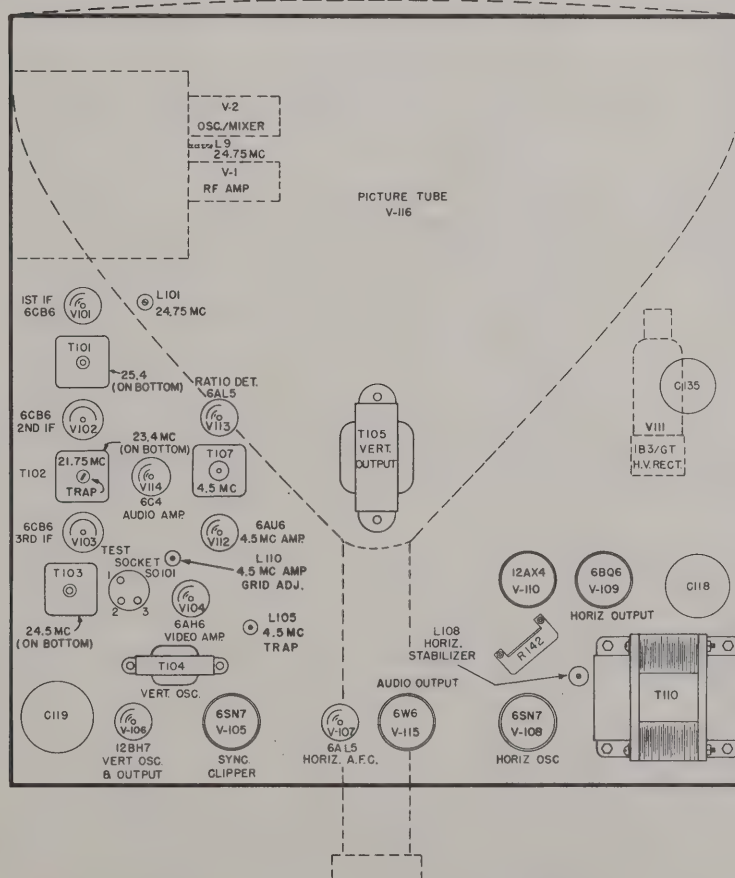 V-2
OSC./MIXER
L9
24.75 MC
V-1
RF AMP
PICTURE TUBE
V-116
1ST IF
6CB6
V101
L101
24.75 MC
T101
25.4
(ON BOTTOM)
RATIO DET.
6AL5
V113
6CB6
2ND IF
V102
23.4 MC
(ON BOTTOM)
T102
21.75 MC
TRAP
V114
6C4
AUDIO AMP.
T107
4.5 MC
T105
VERT.
OUTPUT
C135
V111
1B3/GT
H.V. RECT.
6CB6
3RD IF
V103
V112
6AU6
4.5 MC AMP.
TEST
SOCKET
SO101
1
2
3
L110
4.5 MC AMP
GRID ADJ.
T103
24.5 MC
(ON BOTTOM)
V104
6AH6
VIDEO AMP.
L105
4.5 MC
TRAP
12AX4
V-110
6BQ6
V-109
HORIZ OUTPUT
C118
L108
HORIZ.
STABILIZER
R142
T104
VERT. OSC.
T110
C119
V-106
12BH7
VERT OSC.
& OUTPUT
6SN7
V-105
SYNC.
CLIPPER
V-107
6AL5
HORIZ. A.F.C.
AUDIO OUTPUT
6W6
V-115
6SN7
V-108
HORIZ OSC